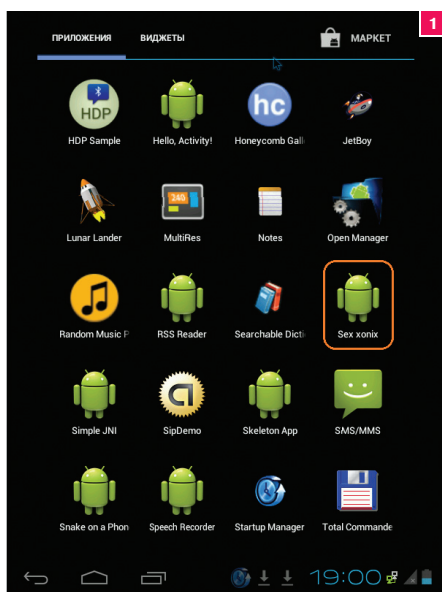 1
ПРИЛОЖЕНИЯ ВИДЖЕТЫ МАРКЕТ
HDP
hc
HDP Sample Hello, Activity! Honeycomb Gall JetBoy
240
Lunar Lander MultiRes Notes Open Manager
Random Music P RSS Reader Searchable Dicti Sex xonix
Simple JNI SipDemo Skeleton App SMS/MMS
Snake on a Phon Speech Recorder Startup Manager Total Commande
19:00